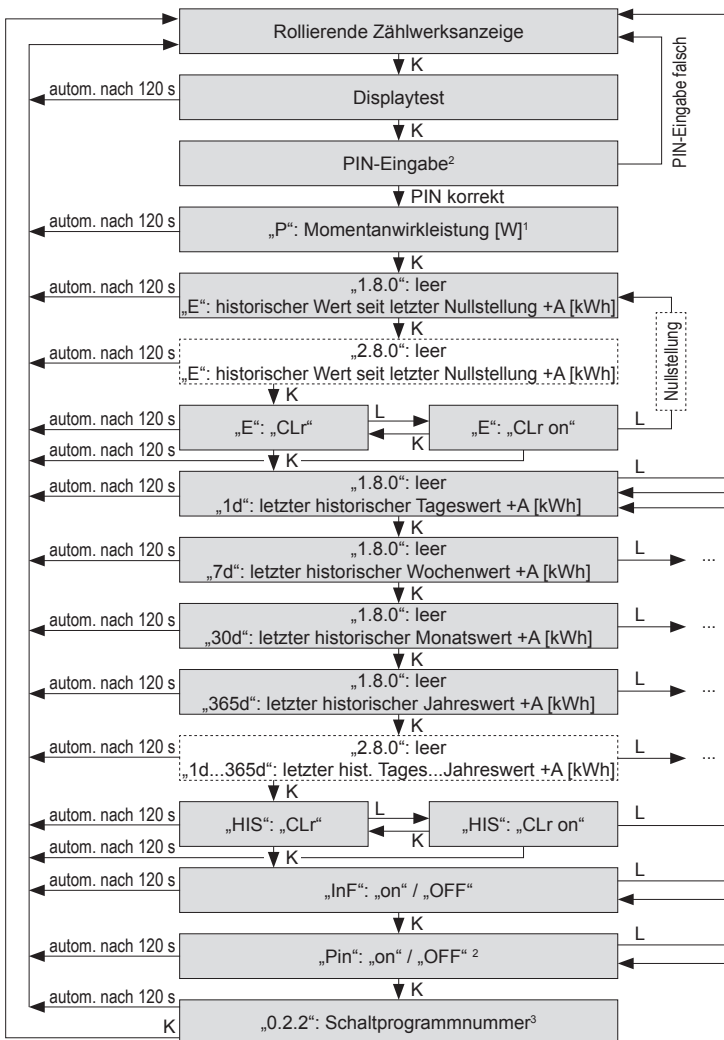 Rollierende Zählwerksanzeige
K
PIN-Eingabe falsch
autom. nach 120 s
Displaytest
K
PIN-Eingabe²
PIN korrekt
autom. nach 120 s
„P“: Momentanwirkleistung [W]¹
K
autom. nach 120 s
„1.8.0“: leer
„E“: historischer Wert seit letzter Nullstellung +A [kWh]
K
Nullstellung
autom. nach 120 s
„2.8.0“: leer
„E“: historischer Wert seit letzter Nullstellung +A [kWh]
K
autom. nach 120 s
„E“: „CLr“
L
K
„E“: „CLr on“
L
autom. nach 120 s
K
autom. nach 120 s
„1.8.0“: leer
„1d“: letzter historischer Tageswert +A [kWh]
L
K
autom. nach 120 s
„1.8.0“: leer
„7d“: letzter historischer Wochenwert +A [kWh]
L
...
K
autom. nach 120 s
„1.8.0“: leer
„30d“: letzter historischer Monatswert +A [kWh]
L
...
K
autom. nach 120 s
„1.8.0“: leer
„365d“: letzter historischer Jahreswert +A [kWh]
L
...
K
autom. nach 120 s
„2.8.0“: leer
„1d...365d“: letzter hist. Tages...Jahreswert +A [kWh]
L
...
K
autom. nach 120 s
„HIS“: „CLr“
L
K
„HIS“: „CLr on“
L
autom. nach 120 s
K
autom. nach 120 s
„InF“: „on“ / „OFF“
L
K
autom. nach 120 s
„Pin“: „on“ / „OFF“ ²
L
K
autom. nach 120 s
„0.2.2“: Schaltprogrammnummer³
K